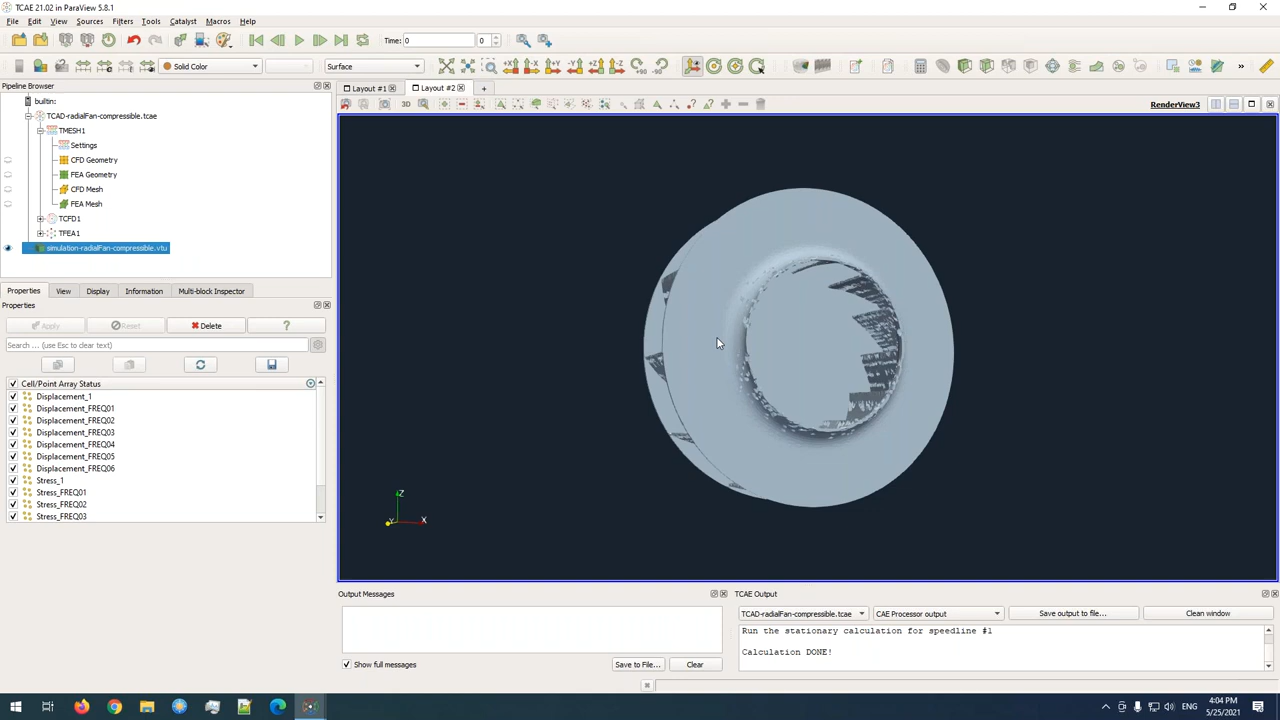 TCAE 21.02 in ParaView 5.8.1
File Edit View Sources Filters Tools Catalyst Macros Help
Time: 0 0
Solid Color Surface +X -X +Y -Y +Z -Z +90 -90
Pipeline Browser
Layout #1 Layout #2 +
3D RenderView3
builtin:
TCAD-radialFan-compressible.tcae
TMESH1
Settings
CFD Geometry
FEA Geometry
CFD Mesh
FEA Mesh
TCFD1
TFEA1
simulation-radialFan-compressible.vtu
Properties View Display Information Multi-block Inspector
Properties
Apply Reset Delete ?
Search ... (use Esc to clear text)
Cell/Point Array Status
Displacement_1
Displacement_FREQ01
Displacement_FREQ02
Displacement_FREQ03
Displacement_FREQ04
Displacement_FREQ05
Displacement_FREQ06
Stress_1
Stress_FREQ01
Stress_FREQ02
Stress_FREQ03
Z
Y X
Output Messages
Show full messages Save to File... Clear
TCAE Output
TCAD-radialFan-compressible.tcae CAE Processor output Save output to file... Clean window
Run the stationary calculation for speedline #1
Calculation DONE!
ENG 4:04 PM
5/25/2021